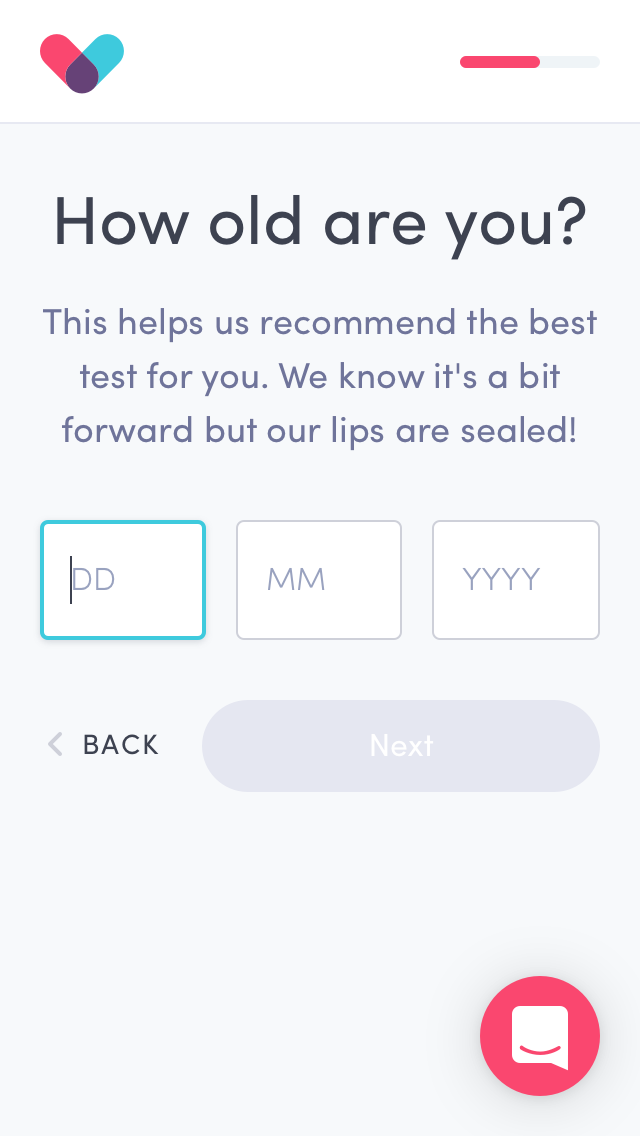 How old are you?
This helps us recommend the best
test for you. We know it's a bit
forward but our lips are sealed!
DD
MM
YYYY
BACK
Next